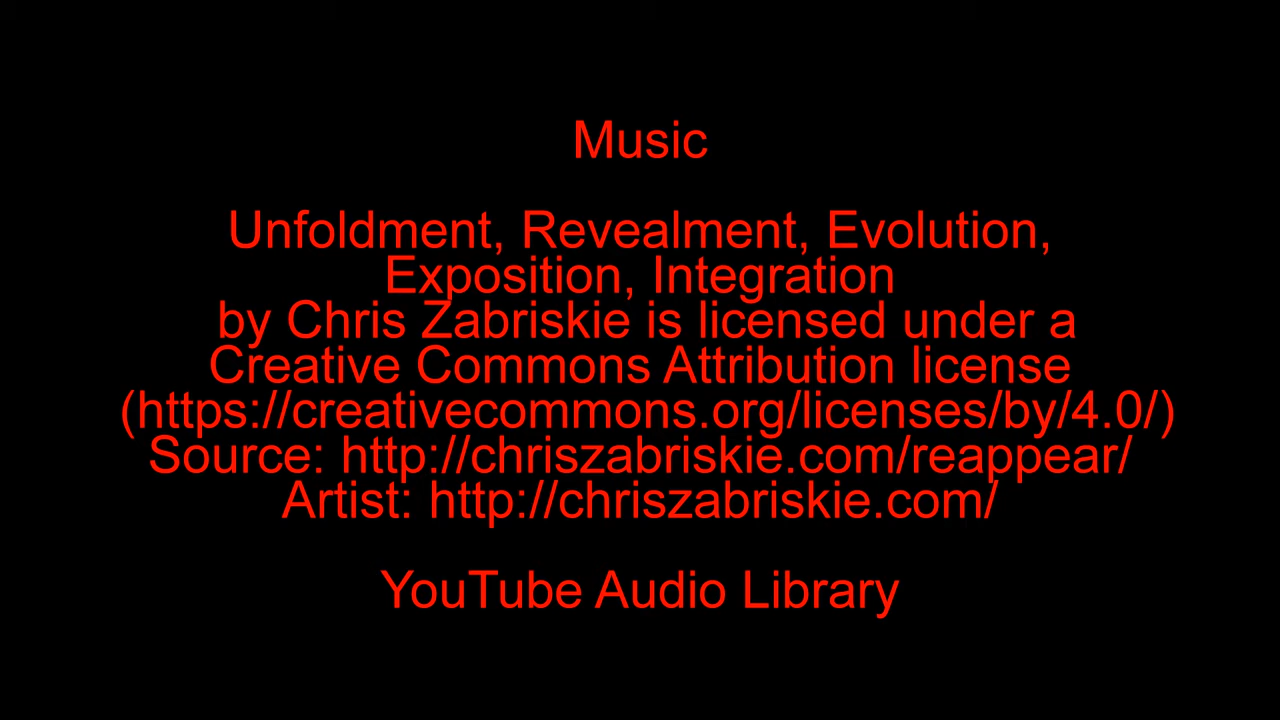 Music
Unfoldment, Revealment, Evolution,
Exposition, Integration
by Chris Zabriskie is licensed under a
Creative Commons Attribution license
(https://creativecommons.org/licenses/by/4.0/)
Source: http://chriszabriskie.com/reappear/
Artist: http://chriszabriskie.com/
YouTube Audio Library